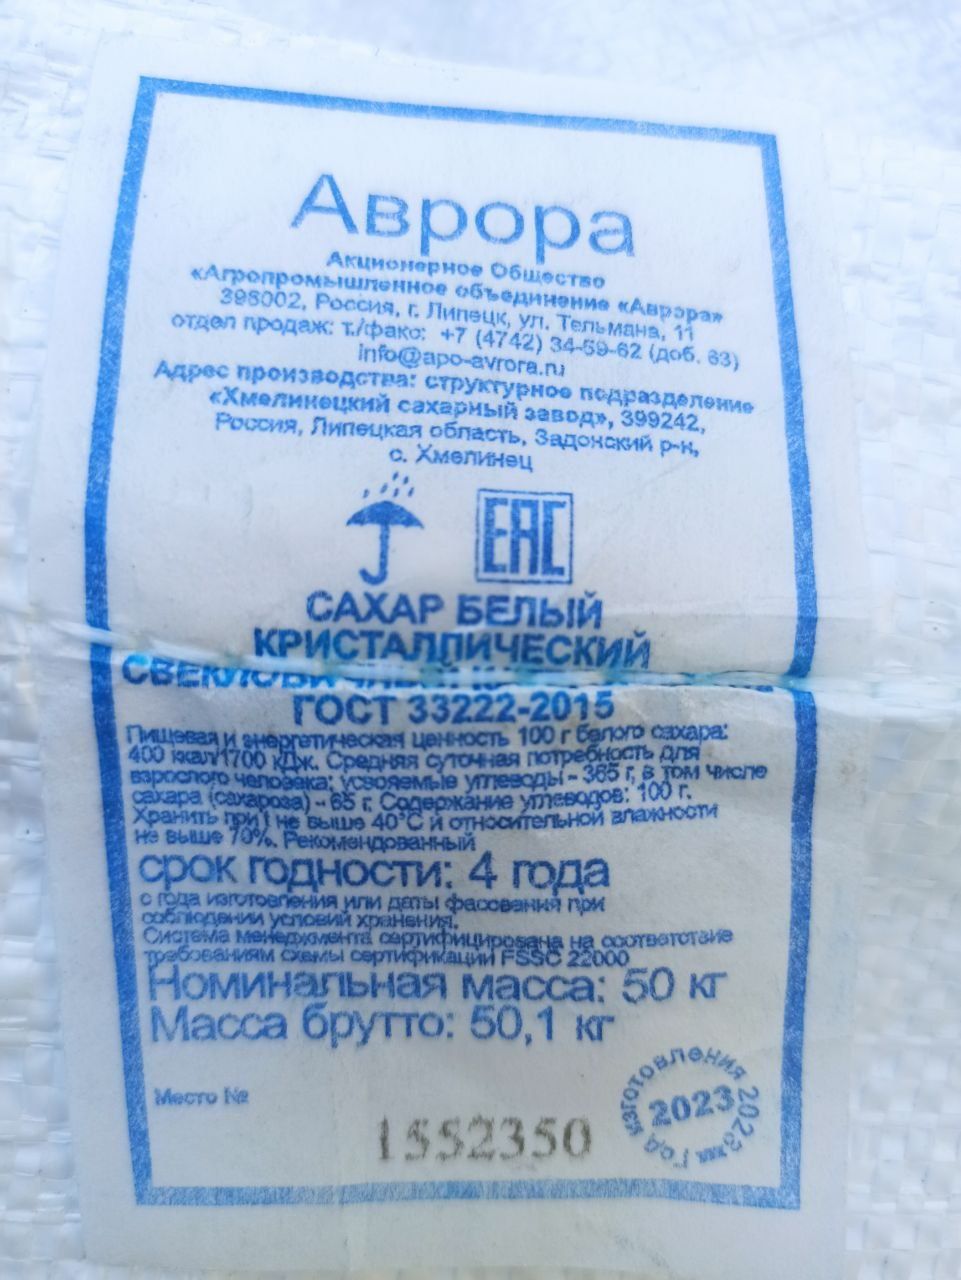 Аврора
Акционерное Общество
«Агропромышленное объединение «Аврора»
398002, Россия, г. Липецк, ул. Тельмана, 11
отдел продаж: т./факс: +7 (4742) 34-59-62 (доб. 63)
info@apo-avrora.ru
Адрес производства: структурное подразделение
«Хмелинецкий сахарный завод», 399242,
Россия, Липецкая область, Задонский р-н,
с. Хмелинец
EAC
САХАР БЕЛЫЙ
КРИСТАЛЛИЧЕСКИЙ
ГОСТ 33222-2015
Пищевая и энергетическая ценность 100 г белого сахара:
400 ккал/1700 кДж. Средняя суточная потребность для
взрослого человека: усвояемые углеводы - 365 г, в том числе
сахара (сахароза) - 65 г. Содержание углеводов: 100 г.
Хранить при t не выше 40°С и относительной влажности
не выше 70%. Рекомендованный
срок годности: 4 года
с года изготовления или даты фасования при
соблюдении условий хранения.
Система менеджмента сертифицирована на соответствие
требованиям схемы сертификации FSSC 22000
Номинальная масса: 50 кг
Масса брутто: 50,1 кг
Место №
1552350
Год изготовления 2023
2023